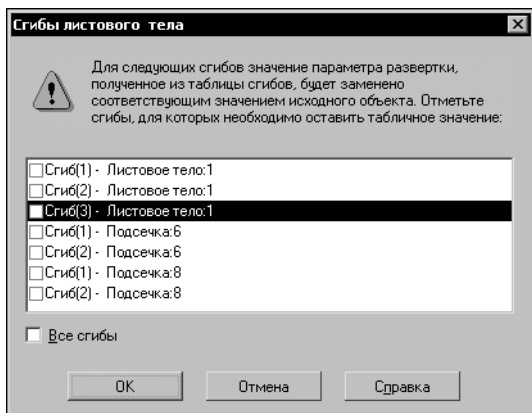 Сгибы листового тела
Для следующих сгибов значение параметра развертки,
полученное из таблицы сгибов, будет заменено
соответствующим значением исходного объекта. Отметьте
сгибы, для которых необходимо оставить табличное значение:
Сгиб(1) - Листовое тело:1
Сгиб(2) - Листовое тело:1
Сгиб(3) - Листовое тело:1
Сгиб(1) - Подсечка:6
Сгиб(2) - Подсечка:6
Сгиб(1) - Подсечка:8
Сгиб(2) - Подсечка:8
Все сгибы
OK Отмена Справка